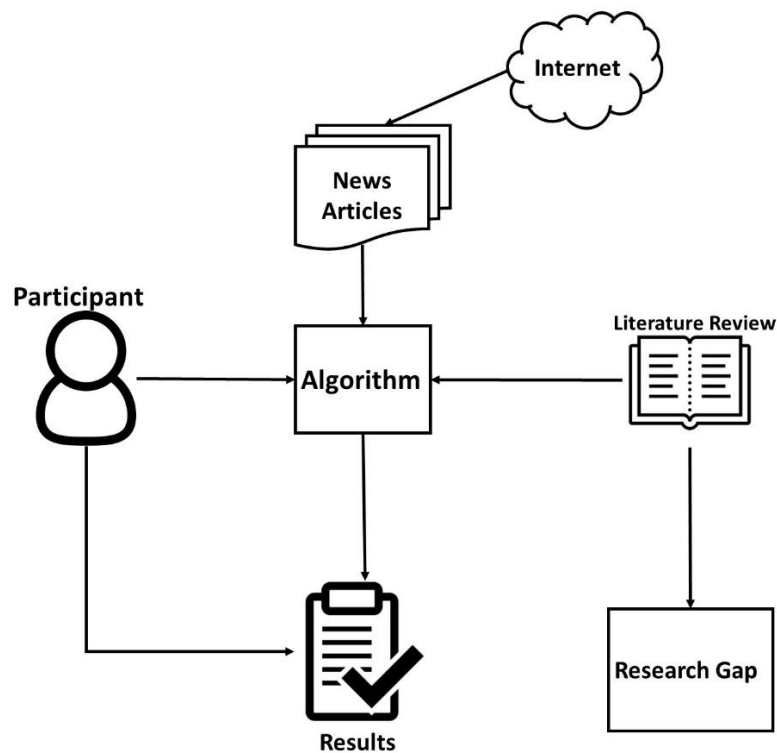 Internet
News
Articles
Participant
Literature Review
Algorithm
Research Gap
Results